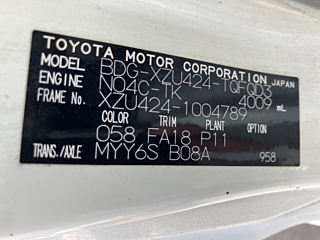 TOYOTA MOTOR CORPORATION JAPAN
MODEL BDG-XZU424-TQFQD3
ENGINE N04C-TK 4009 mL
FRAME No. XZU424-1004789
COLOR TRIM PLANT OPTION
058 FA18 P11
TRANS./AXLE MYY6S B08A 958